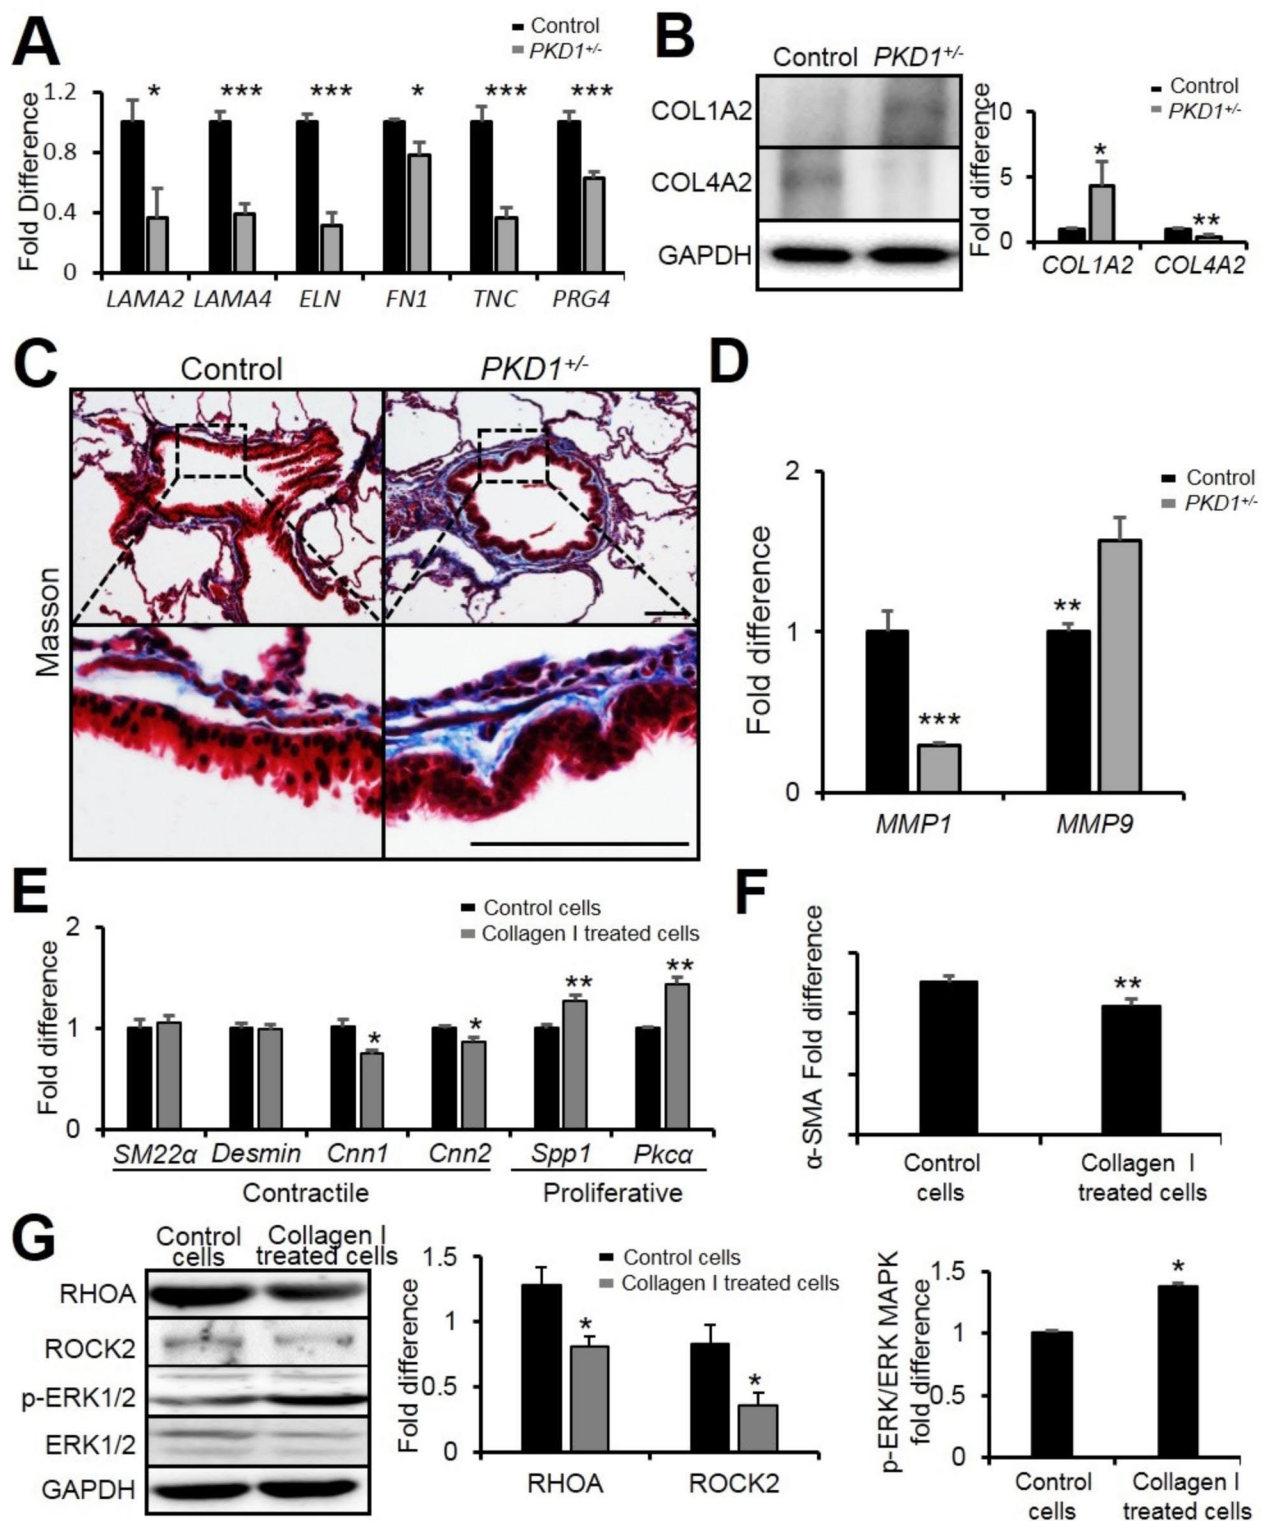 A
Control
PKD1+/-
Fold Difference
1.2
0.8
0.4
0
* *** *** * *** ***
LAMA2 LAMA4 ELN FN1 TNC PRG4
B
Control PKD1+/-
COL1A2
COL4A2
GAPDH
Control
PKD1+/-
Fold difference
10
5
0
*
**
COL1A2 COL4A2
C
Control PKD1+/-
Masson
D
Control
PKD1+/-
Fold difference
2
1
0
***
**
MMP1 MMP9
E
Control cells
Collagen I treated cells
Fold difference
2
1
0
* * ** **
SM22α Desmin Cnn1 Cnn2 Spp1 Pkcα
Contractile Proliferative
F
α-SMA Fold difference
**
Control
cells
Collagen I
treated cells
G
Control
cells
Collagen I
treated cells
RHOA
ROCK2
p-ERK1/2
ERK1/2
GAPDH
Control cells
Collagen I treated cells
Fold difference
1.5
1
0.5
0
*
*
RHOA ROCK2
p-ERK/ERK MAPK
fold difference
1.5
1
0.5
0
*
Control
cells
Collagen I
treated cells